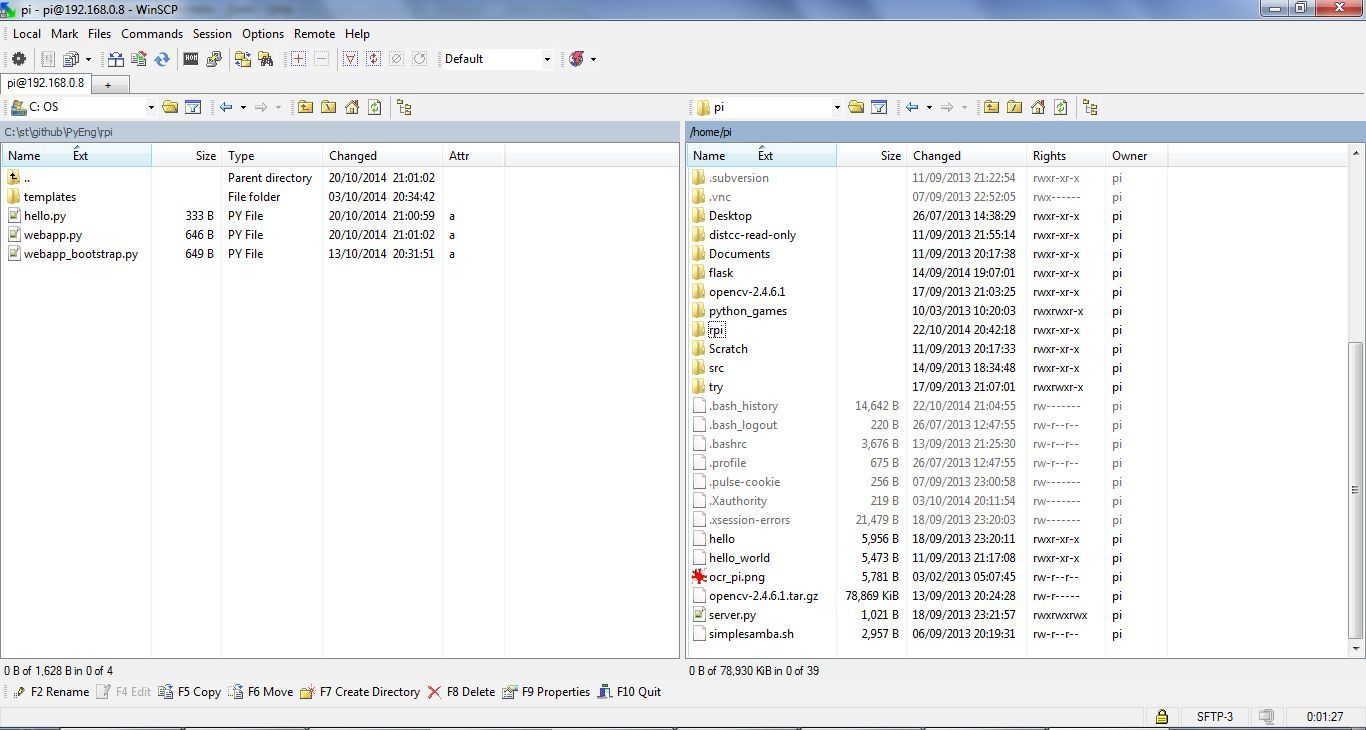 pi - pi@192.168.0.8 - WinSCP
Local Mark Files Commands Session Options Remote Help
Default
pi@192.168.0.8 +
C: OS
pi
C:\st\github\PyEng\rpi
/home/pi
Name Ext Size Type Changed Attr
.. Parent directory 20/10/2014 21:01:02
templates File folder 03/10/2014 20:34:42
hello.py 333 B PY File 20/10/2014 21:00:59 a
webapp.py 646 B PY File 20/10/2014 21:01:02 a
webapp_bootstrap.py 649 B PY File 13/10/2014 20:31:51 a
Name Ext Size Changed Rights Owner
.subversion 11/09/2013 21:22:54 rwxr-xr-x pi
.vnc 07/09/2013 22:52:05 rwx------ pi
Desktop 26/07/2013 14:38:29 rwxr-xr-x pi
distcc-read-only 11/09/2013 21:55:14 rwxr-xr-x pi
Documents 11/09/2013 20:17:38 rwxr-xr-x pi
flask 14/09/2014 19:07:01 rwxr-xr-x pi
opencv-2.4.6.1 17/09/2013 21:03:25 rwxr-xr-x pi
python_games 10/03/2013 10:20:03 rwxrwxr-x pi
rpi 22/10/2014 20:42:18 rwxr-xr-x pi
Scratch 11/09/2013 20:17:33 rwxr-xr-x pi
src 14/09/2013 18:34:48 rwxr-xr-x pi
try 17/09/2013 21:07:01 rwxrwxr-x pi
.bash_history 14,642 B 22/10/2014 21:04:55 rw------- pi
.bash_logout 220 B 26/07/2013 12:47:55 rw-r--r-- pi
.bashrc 3,676 B 13/09/2013 21:25:30 rw-r--r-- pi
.profile 675 B 26/07/2013 12:47:55 rw-r--r-- pi
.pulse-cookie 256 B 07/09/2013 23:00:58 rw------- pi
.Xauthority 219 B 03/10/2014 20:11:54 rw------- pi
.xsession-errors 21,479 B 18/09/2013 23:20:03 rw------- pi
hello 5,956 B 18/09/2013 23:20:11 rwxr-xr-x pi
hello_world 5,473 B 11/09/2013 21:17:08 rwxr-xr-x pi
ocr_pi.png 5,781 B 03/02/2013 05:07:45 rw-r--r-- pi
opencv-2.4.6.1.tar.gz 78,869 KiB 13/09/2013 20:24:28 rw-r----- pi
server.py 1,021 B 18/09/2013 23:21:57 rwxrwxrwx pi
simplesamba.sh 2,957 B 06/09/2013 20:19:31 rw-r--r-- pi
0 B of 1,628 B in 0 of 4
0 B of 78,930 KiB in 0 of 39
F2 Rename F4 Edit F5 Copy F6 Move F7 Create Directory F8 Delete F9 Properties F10 Quit
SFTP-3 0:01:27